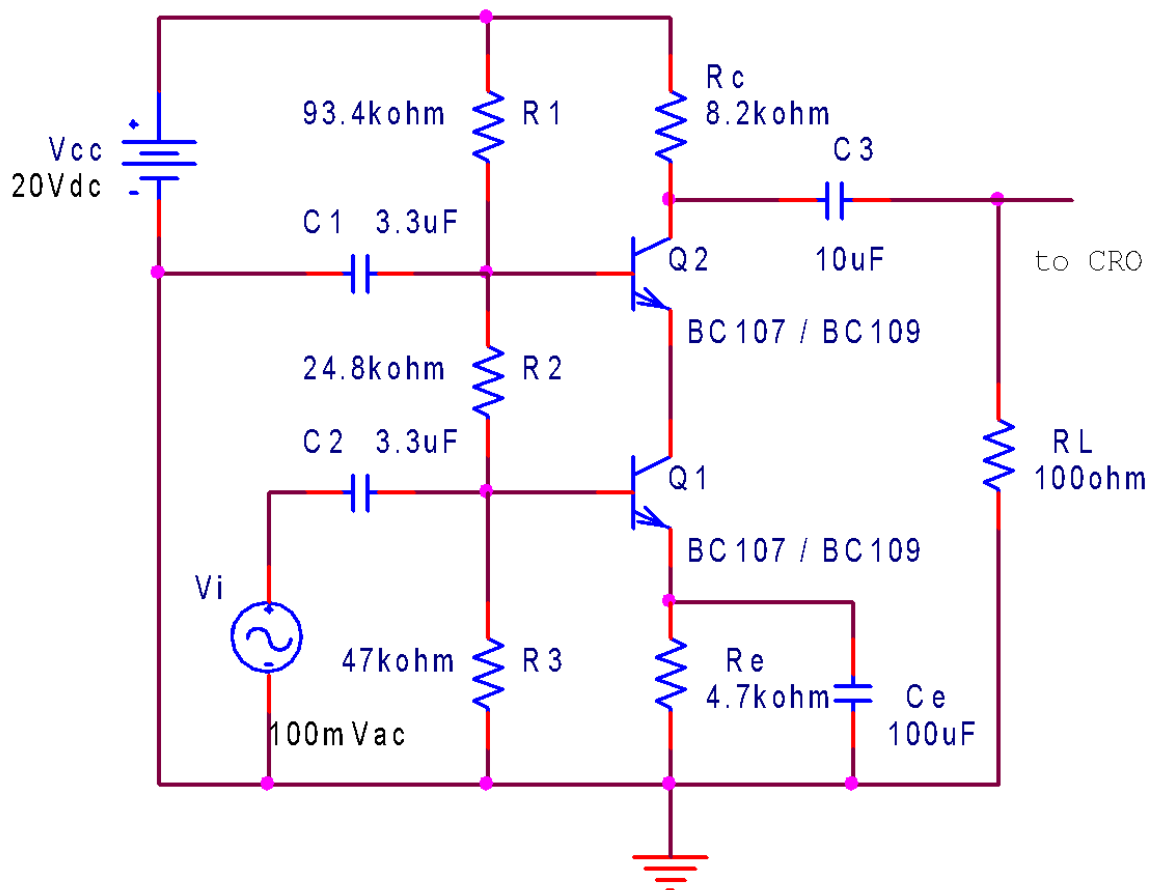 Rc
8.2kohm
93.4kohm R1
Vcc
20Vdc
C3
10uF
C1 3.3uF
Q2
to CRO
BC107 / BC109
24.8kohm R2
C2 3.3uF
Q1
RL
100ohm
BC107 / BC109
Vi
100mVac
47kohm R3
Re
4.7kohm
Ce
100uF